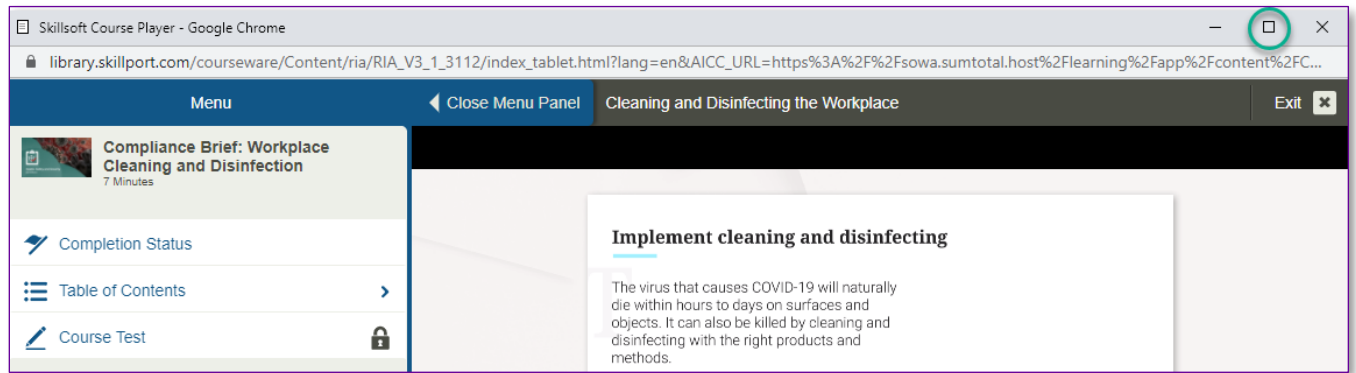 Skillsoft Course Player - Google Chrome
library.skillport.com/courseware/Content/ria/RIA_V3_1_3112/index_tablet.html?lang=en&AICC_URL=https%3A%2F%2Fsowa.sumtotal.host%2Flearning%2Fapp%2Fcontent%2FC...
Menu
Close Menu Panel
Cleaning and Disinfecting the Workplace
Exit
Compliance Brief: Workplace
Cleaning and Disinfection
7 Minutes
Completion Status
Table of Contents
Course Test
Implement cleaning and disinfecting
The virus that causes COVID-19 will naturally
die within hours to days on surfaces and
objects. It can also be killed by cleaning and
disinfecting with the right products and
methods.